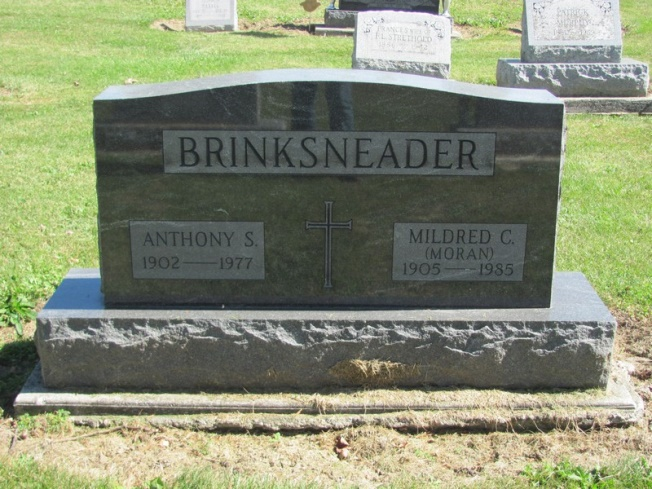 BRINKSNEADER
ANTHONY S.
1902 — 1977
MILDRED C.
(MORAN)
1905 — 1985